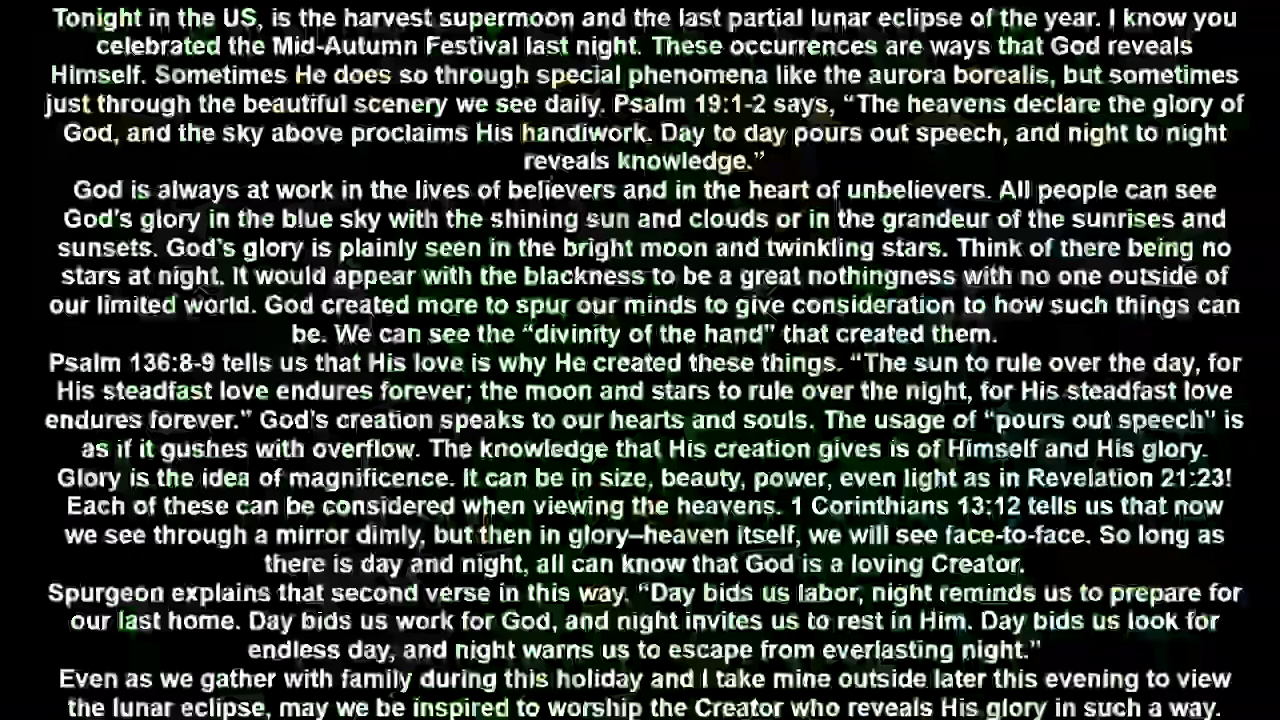 Tonight in the US, is the harvest supermoon and the last partial lunar eclipse of the year. I know you
celebrated the Mid-Autumn Festival last night. These occurrences are ways that God reveals
Himself. Sometimes He does so through special phenomena like the aurora borealis, but sometimes
just through the beautiful scenery we see daily. Psalm 19:1-2 says, “The heavens declare the glory of
God, and the sky above proclaims His handiwork. Day to day pours out speech, and night to night
reveals knowledge.”
God is always at work in the lives of believers and in the heart of unbelievers. All people can see
God's glory in the blue sky with the shining sun and clouds or in the grandeur of the sunrises and
sunsets. God's glory is plainly seen in the bright moon and twinkling stars. Think of there being no
stars at night. It would appear with the blackness to be a great nothingness with no one outside of
our limited world. God created more to spur our minds to give consideration to how such things can
be. We can see the “divinity of the hand” that created them.
Psalm 136:8-9 tells us that His love is why He created these things. “The sun to rule over the day, for
His steadfast love endures forever; the moon and stars to rule over the night, for His steadfast love
endures forever.” God's creation speaks to our hearts and souls. The usage of “pours out speech” is
as if it gushes with overflow. The knowledge that His creation gives is of Himself and His glory.
Glory is the idea of magnificence. It can be in size, beauty, power, even light as in Revelation 21:23!
Each of these can be considered when viewing the heavens. 1 Corinthians 13:12 tells us that now
we see through a mirror dimly, but then in glory–heaven itself, we will see face-to-face. So long as
there is day and night, all can know that God is a loving Creator.
Spurgeon explains that second verse in this way. “Day bids us labor, night reminds us to prepare for
our last home. Day bids us work for God, and night invites us to rest in Him. Day bids us look for
endless day, and night warns us to escape from everlasting night.”
Even as we gather with family during this holiday and I take mine outside later this evening to view
the lunar eclipse, may we be inspired to worship the Creator who reveals His glory in such a way.